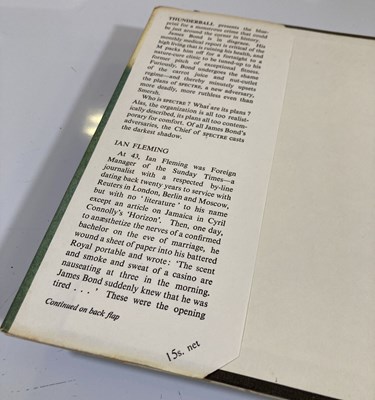 THUNDERBALL presents the blue-
print for a monstrous crime that could
be just around the corner in history.
James Bond is in disgrace. His
monthly medical report is critical of the
high living that is ruining his health, and
M packs him off for a fortnight to a
nature-cure clinic to be tuned-up to his
former pitch of exceptional fitness.
Furiously, Bond undergoes the shame
of the carrot juice and nut-cutlet
regime—and thereby minutely upsets
the plans of SPECTRE, a new adversary,
more deadly, more ruthless even than
Smersh.
Who is SPECTRE? What are its plans?
Alas, the organization is all too realist-
ically described, its plans all too contem-
porary for comfort. Of all James Bond's
adversaries, the Chief of SPECTRE casts
the darkest shadow.
IAN FLEMING
At 43, Ian Fleming was Foreign
Manager of the Sunday Times—a
journalist with a respected by-line
dating back twenty years to service with
Reuters in London, Berlin and Moscow,
but with no 'literature' to his name
except an article on Jamaica in Cyril
Connolly's 'Horizon'. Then, one day,
to anæsthetize the nerves of a confirmed
bachelor on the eve of marriage, he
wound a sheet of paper into his battered
Royal portable and wrote: 'The scent
and smoke and sweat of a casino are
nauseating at three in the morning.
James Bond suddenly knew that he was
tired . . . .' These were the opening
Continued on back flap
15s. net